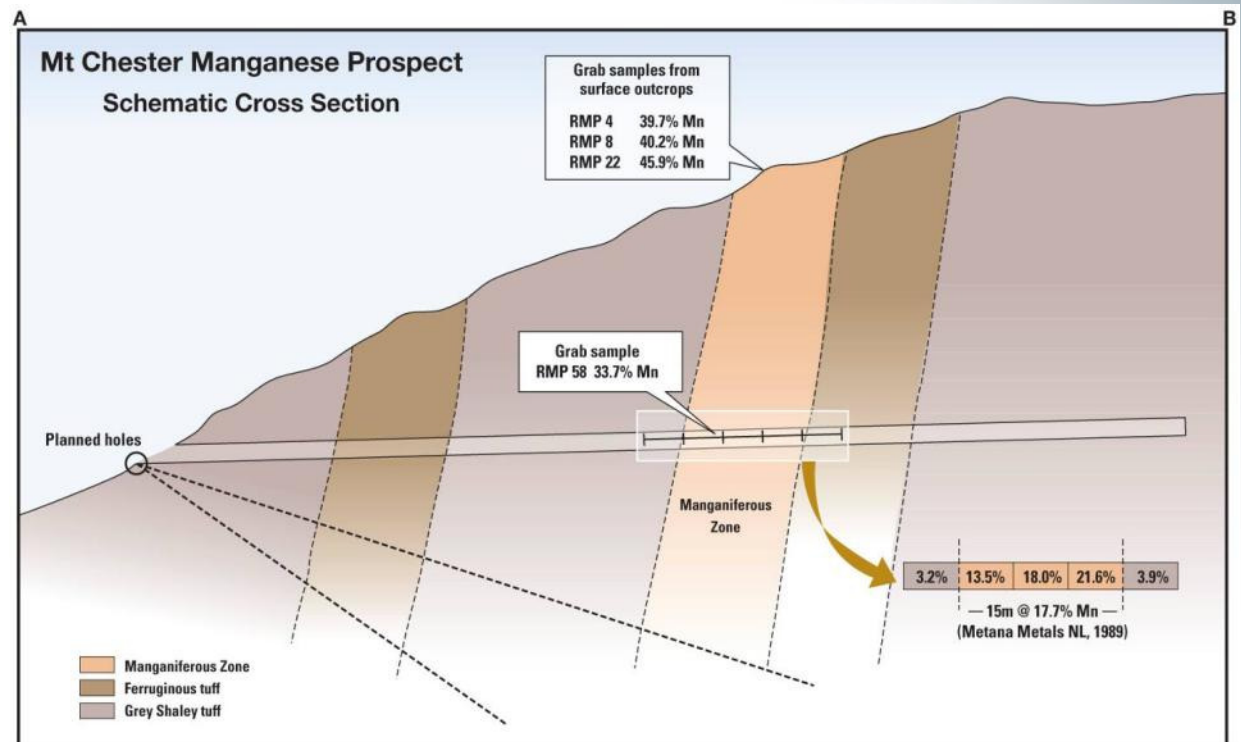 A
B
Mt Chester Manganese Prospect
Schematic Cross Section
Grab samples from
surface outcrops
RMP 4 39.7% Mn
RMP 8 40.2% Mn
RMP 22 45.9% Mn
Grab sample
RMP 58 33.7% Mn
Planned holes
Manganiferous
Zone
3.2% 13.5% 18.0% 21.6% 3.9%
— 15m @ 17.7% Mn —
(Metana Metals NL, 1989)
Manganiferous Zone
Ferruginous tuff
Grey Shaley tuff